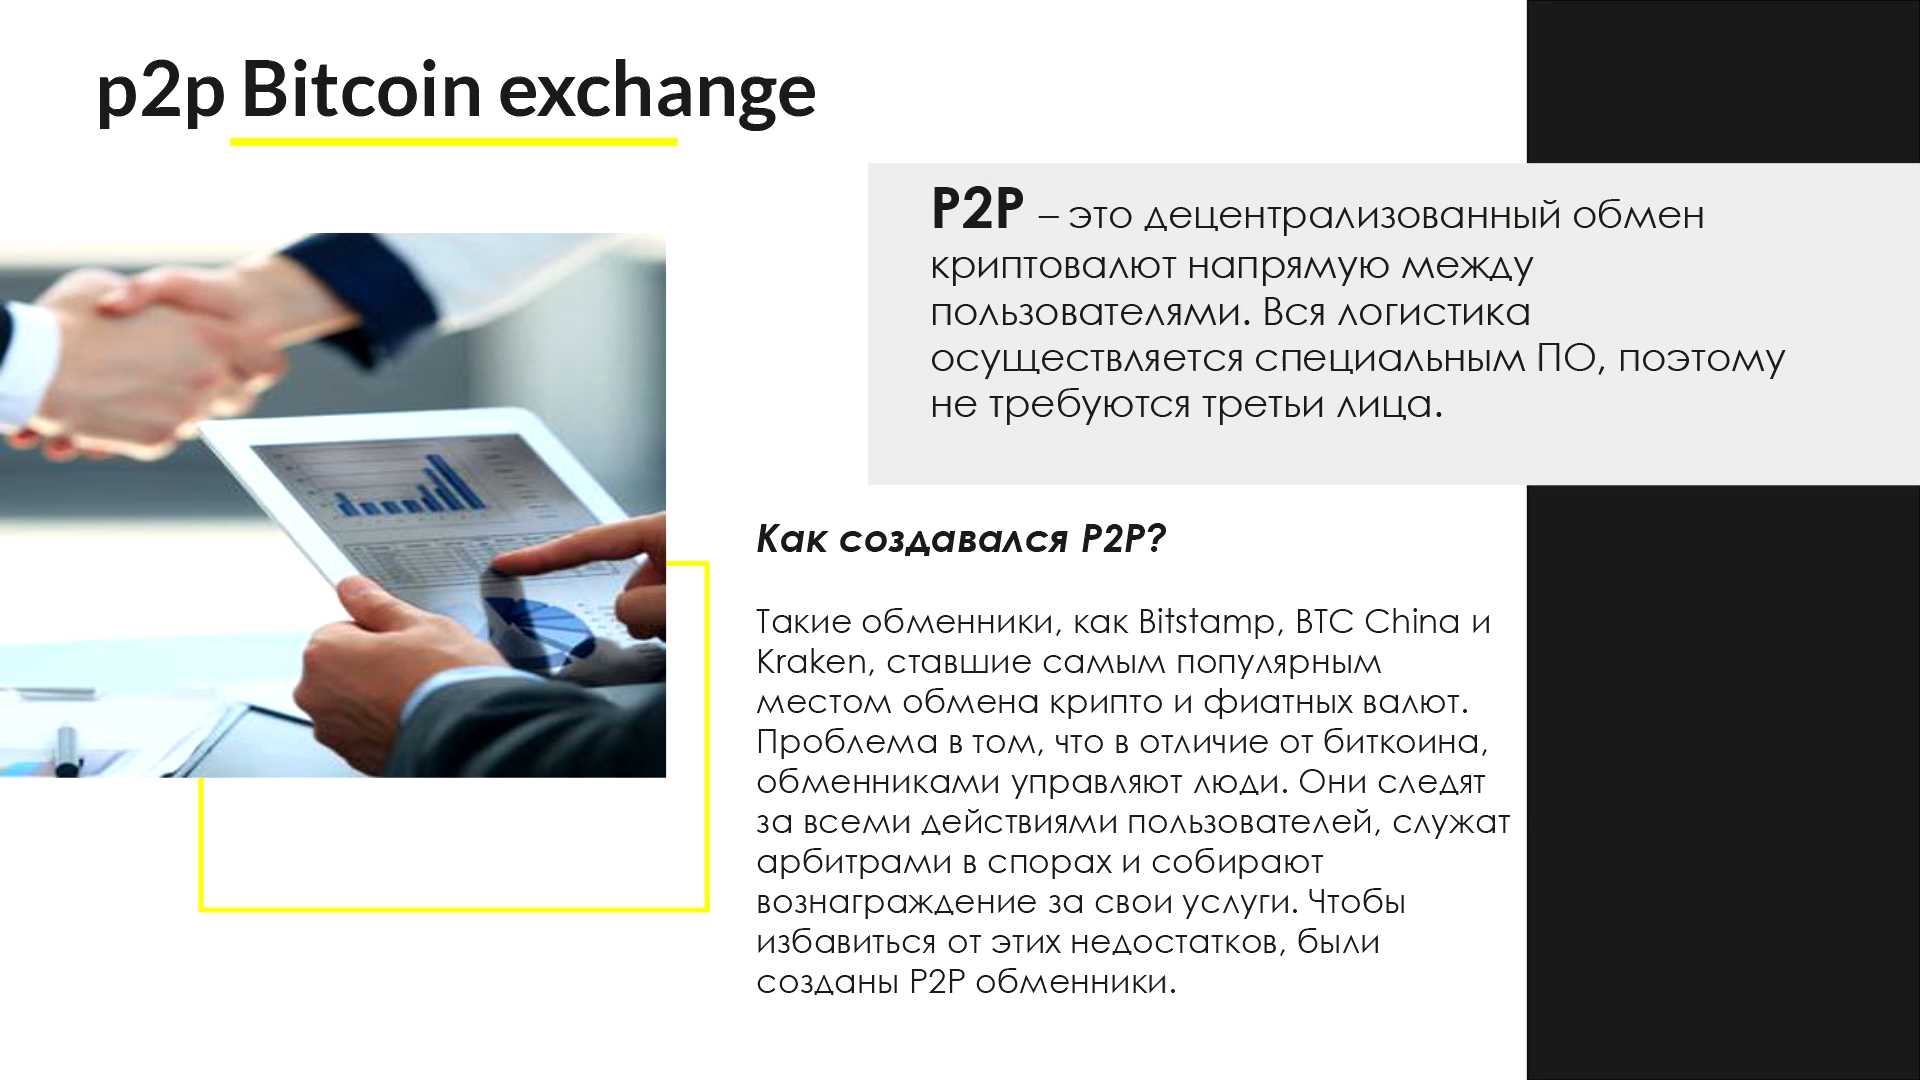 p2p Bitcoin exchange
P2P – это децентрализованный обмен
криптовалют напрямую между
пользователями. Вся логистика
осуществляется специальным ПО, поэтому
не требуются третьи лица.
Как создавался P2P?
Такие обменники, как Bitstamp, BTC China и
Kraken, ставшие самым популярным
местом обмена крипто и фиатных валют.
Проблема в том, что в отличие от биткоина,
обменниками управляют люди. Они следят
за всеми действиями пользователей, служат
арбитрами в спорах и собирают
вознаграждение за свои услуги. Чтобы
избавиться от этих недостатков, были
созданы P2P обменники.